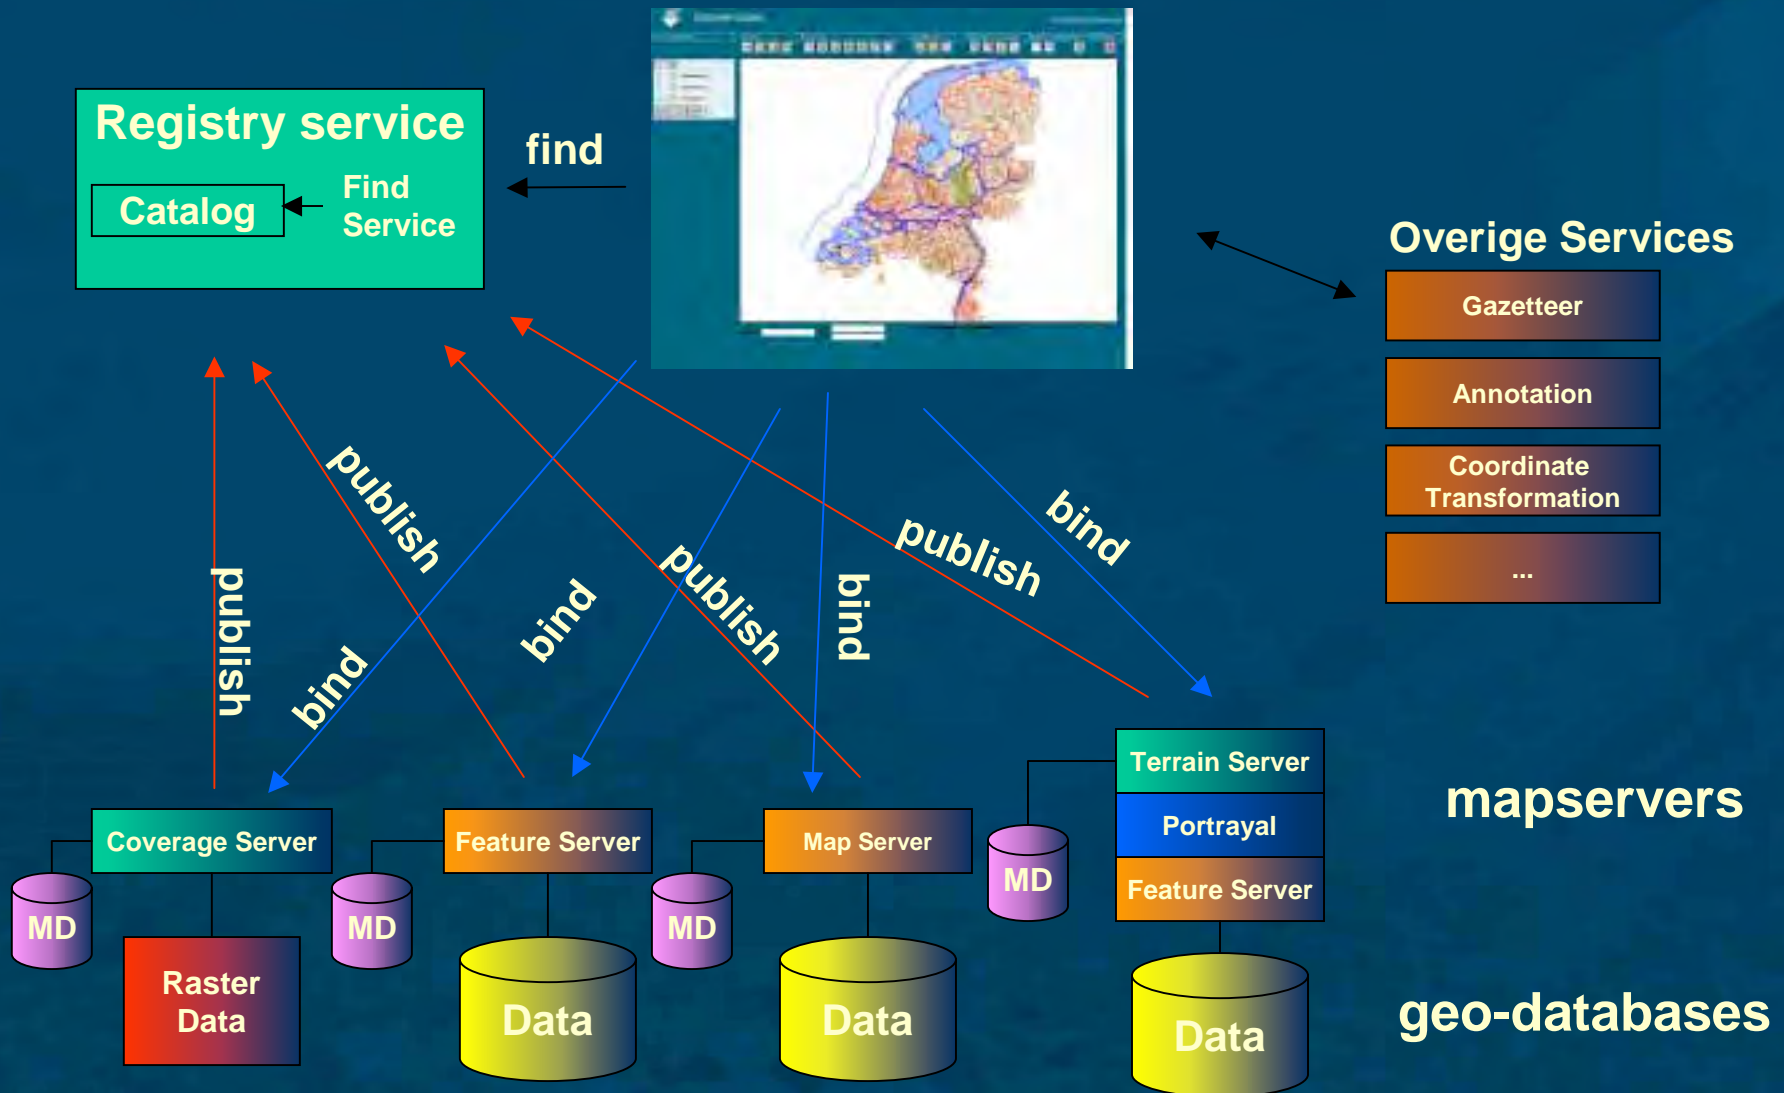 Registry service
Catalog
Find
Service
find
Overige Services
Gazetteer
Annotation
Coordinate
Transformation
...
publish
bind
publish
bind
publish
bind
publish
bind
Coverage Server
Feature Server
Map Server
Terrain Server
Portrayal
Feature Server
mapservers
MD
MD
MD
MD
Raster
Data
Data
Data
Data
geo-databases